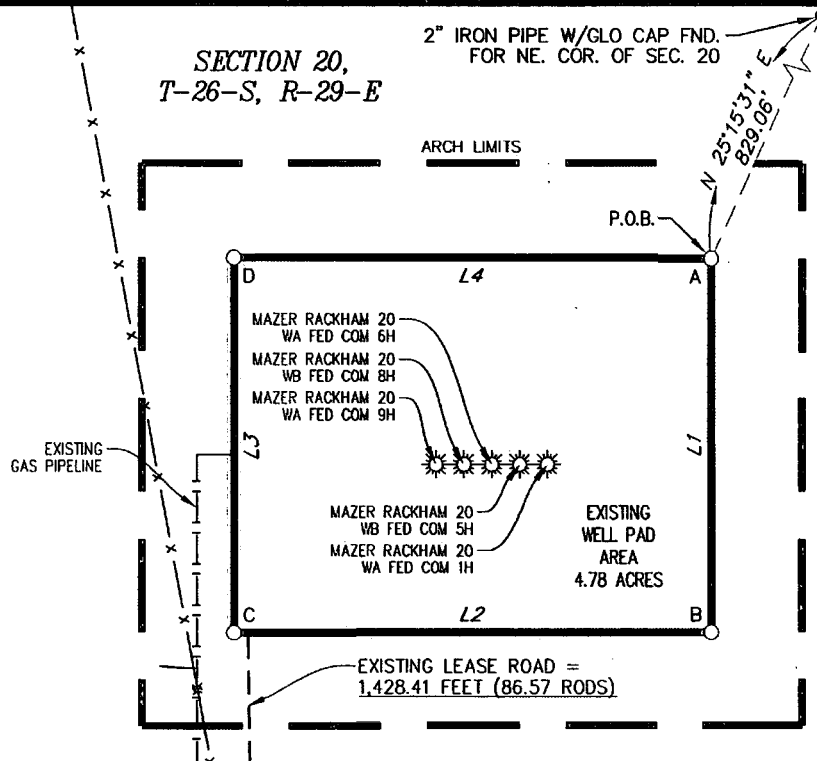 2" IRON PIPE W/GLO CAP FND.
FOR NE. COR. OF SEC. 20
SECTION 20,
T-26-S, R-29-E
N 25°15'31" E
829.06'
ARCH LIMITS
P.O.B.
D
L4
A
MAZER RACKHAM 20
WA FED COM 6H
MAZER RACKHAM 20
WB FED COM 8H
MAZER RACKHAM 20
WA FED COM 9H
L3
L1
EXISTING
GAS PIPELINE
MAZER RACKHAM 20
WB FED COM 5H
MAZER RACKHAM 20
WA FED COM 1H
EXISTING
WELL PAD
AREA
4.78 ACRES
C
L2
B
EXISTING LEASE ROAD =
1,428.41 FEET (86.57 RODS)